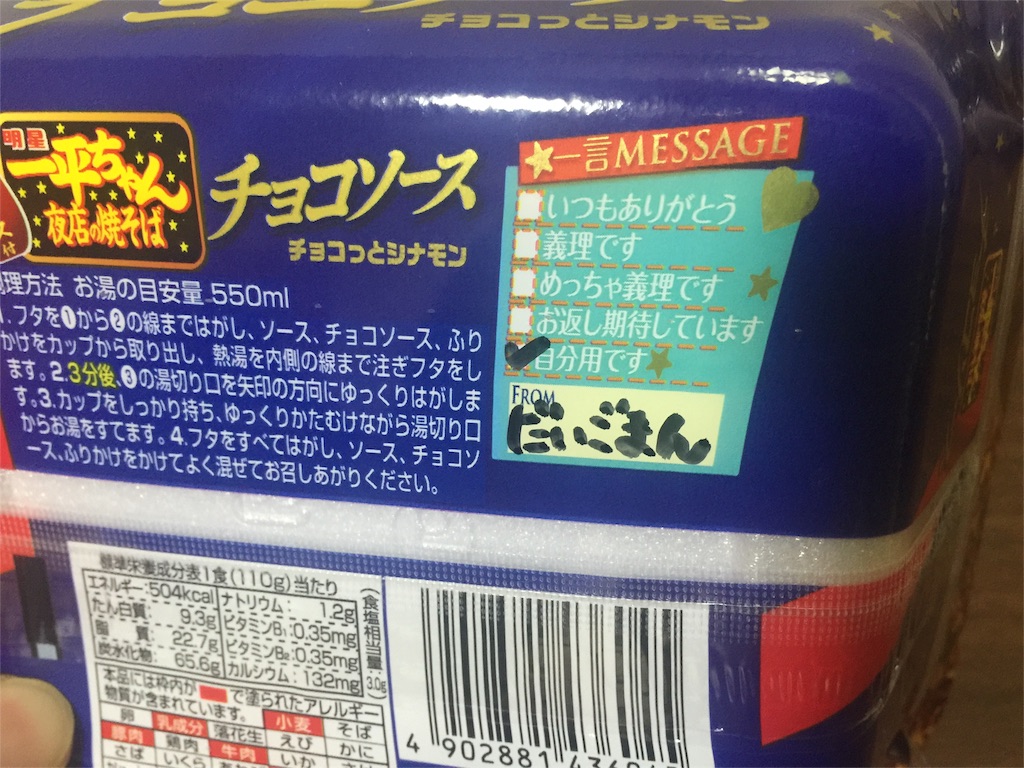 チョコっとシナモン
明星
一平ちゃん
夜店の焼そば
チョコソース
チョコっとシナモン
一言MESSAGE
いつもありがとう
義理です
めっちゃ義理です
お返し期待しています
自分用です
FROM
だいごまん
理方法 お湯の目安量 550ml
1.フタを❶から❷の線まではがし、ソース、チョコソース、ふり
かけをカップから取り出し、熱湯を内側の線まで注ぎフタをし
ます。2.3分後、❸の湯切り口を矢印の方向にゆっくりはがしま
す。3.カップをしっかり持ち、ゆっくりかたむけながら湯切り口
からお湯をすてます。4.フタをすべてはがし、ソース、チョコソ
ース、ふりかけをかけてよく混ぜてお召しあがりください。
標準栄養成分表1食(110g)当たり
エネルギー:504kcal ナトリウム: 1.2g
たん白質: 9.3g ビタミンB₁:0.35mg
脂質: 22.7g ビタミンB₂:0.35mg
炭水化物: 65.6g カルシウム: 132mg
(食塩相当量 3.0g)
本品には枠内が で塗られたアレルギー
物質が含まれています。
卵 乳成分 落花生 小麦 そば
豚肉 鶏肉 牛肉 えび かに
さば いくら いか
4 902881